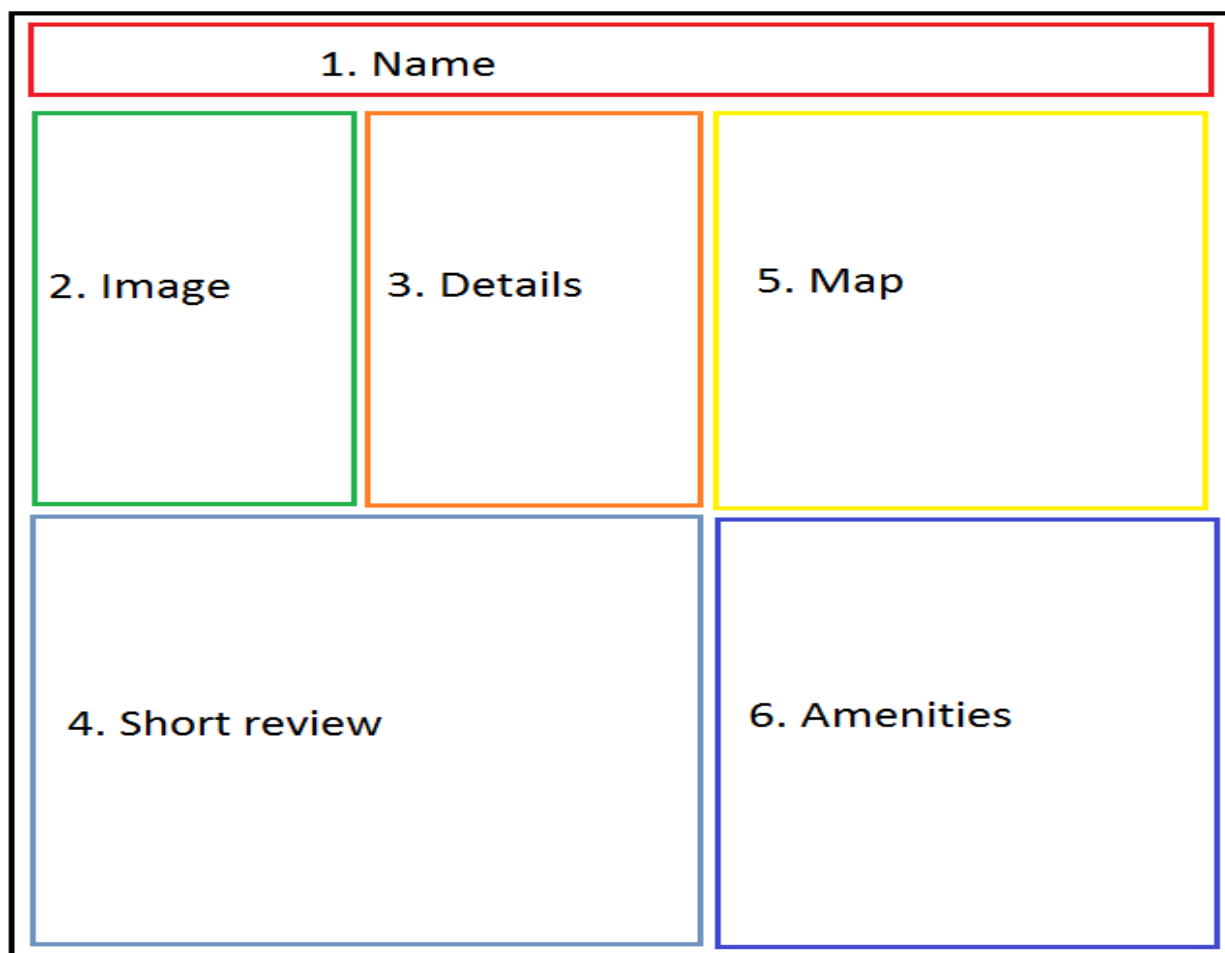 1. Name
2. Image
3. Details
5. Map
4. Short review
6. Amenities